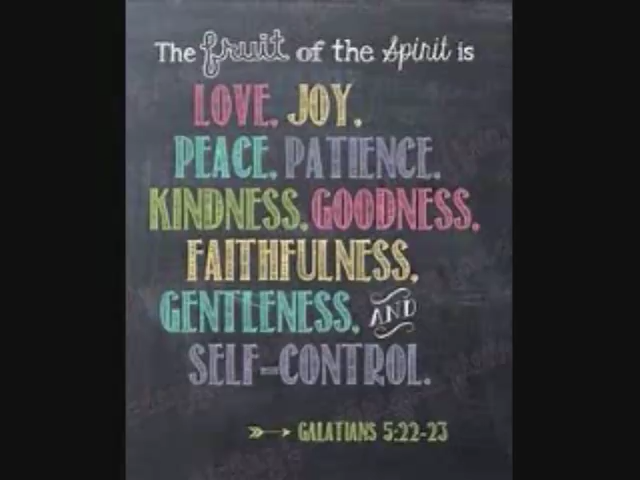 The fruit of the Spirit is
LOVE, JOY,
PEACE, PATIENCE,
KINDNESS, GOODNESS,
FAITHFULNESS,
GENTLENESS, AND
SELF-CONTROL.
GALATIANS 5:22-23